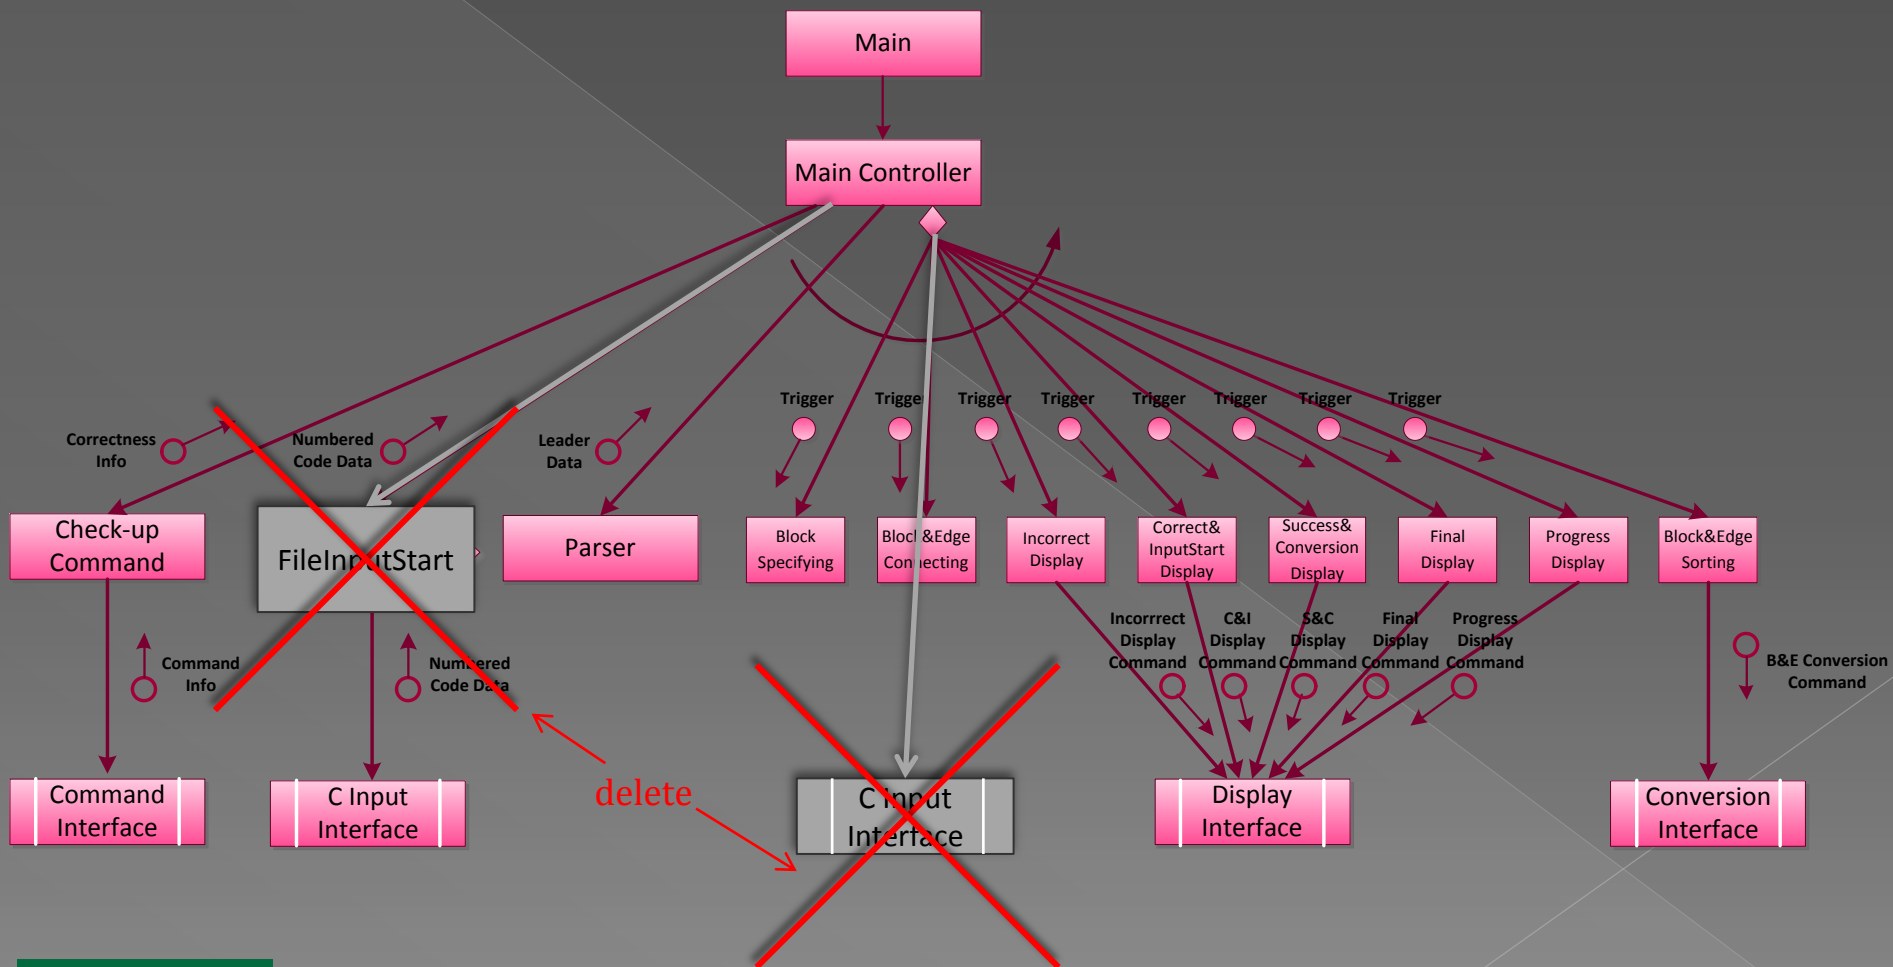 Main
Main Controller
Trigger
Trigger
Trigger
Trigger
Trigger
Trigger
Trigger
Trigger
Correctness
Info
Numbered
Code Data
Leader
Data
Check-up
Command
FileInputStart
Parser
Block
Specifying
Block&Edge
Connecting
Incorrect
Display
Correct&
InputStart
Display
Success&
Conversion
Display
Final
Display
Progress
Display
Block&Edge
Sorting
Command
Info
Numbered
Code Data
Incorrrect
Display
Command
C&I
Display
Command
S&C
Display
Command
Final
Display
Command
Progress
Display
Command
B&E Conversion
Command
delete
Command
Interface
C Input
Interface
C Input
Interface
Display
Interface
Conversion
Interface